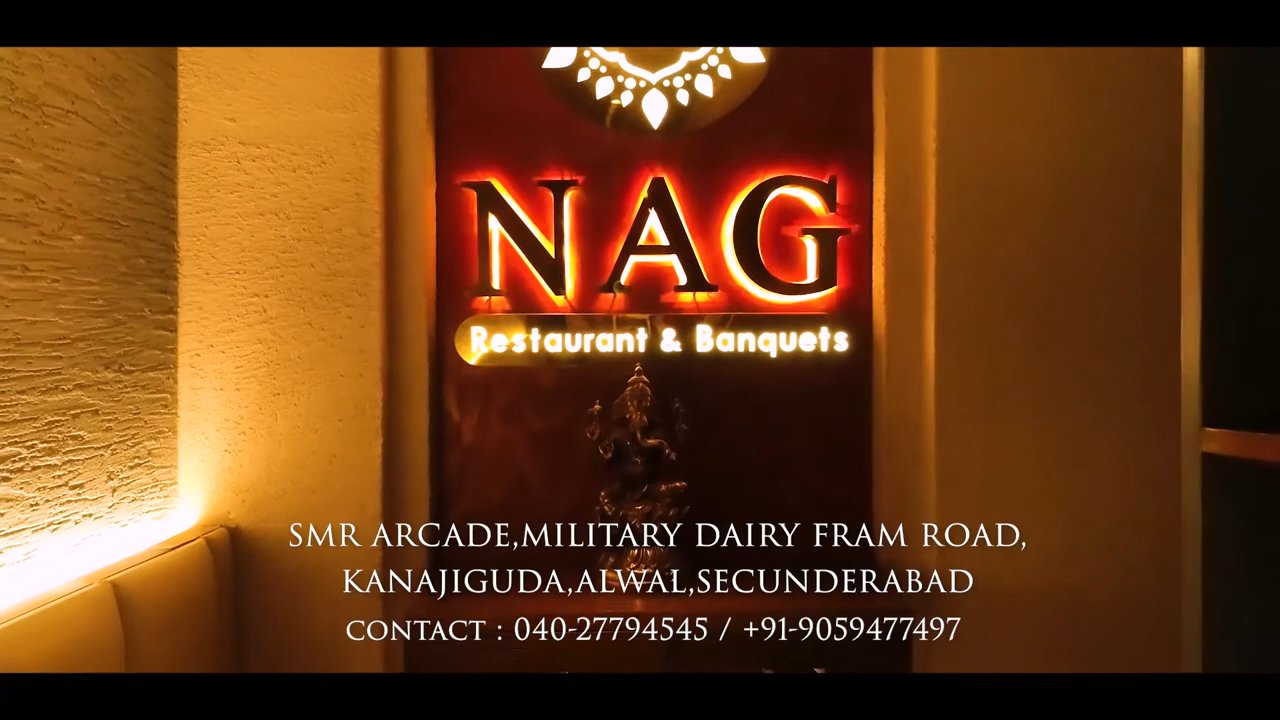 NAG
Restaurant & Banquets
SMR ARCADE,MILITARY DAIRY FRAM ROAD,
KANAJIGUDA,ALWAL,SECUNDERABAD
CONTACT : 040-27794545 / +91-9059477497